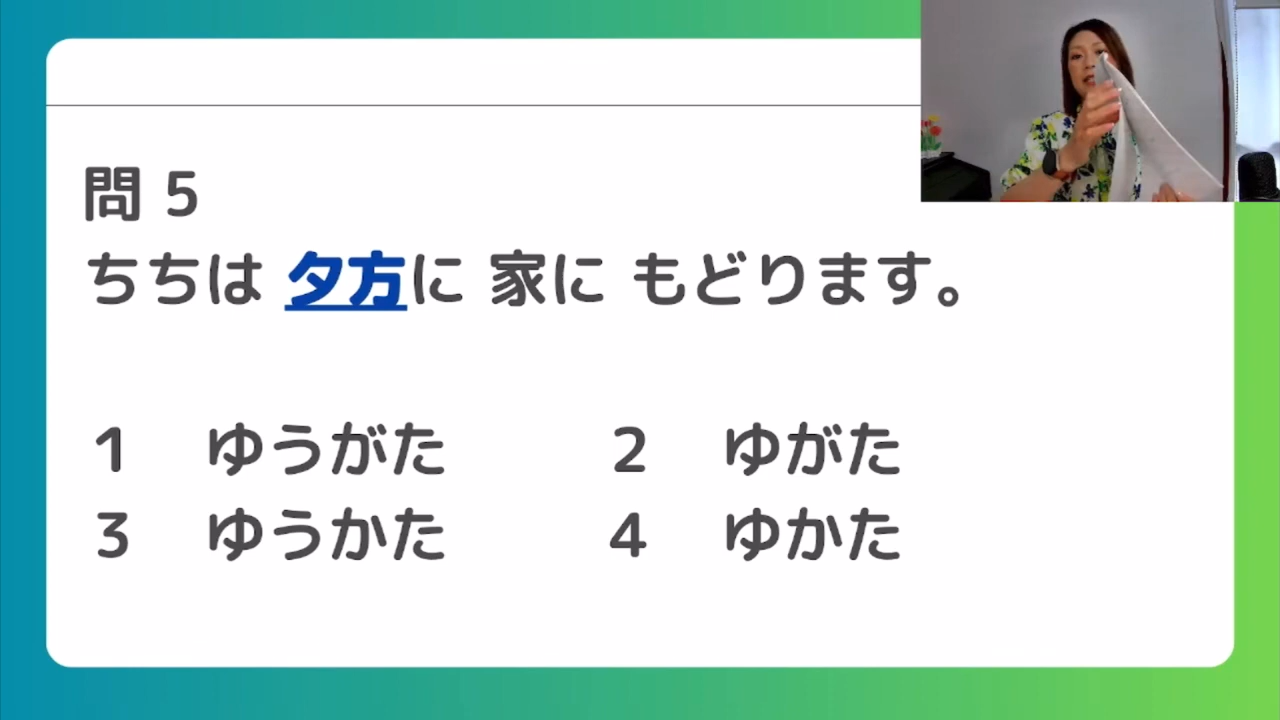 問 5
ちちは 夕方に 家に もどります。
1 ゆうがた 2 ゆがた
3 ゆうかた 4 ゆかた